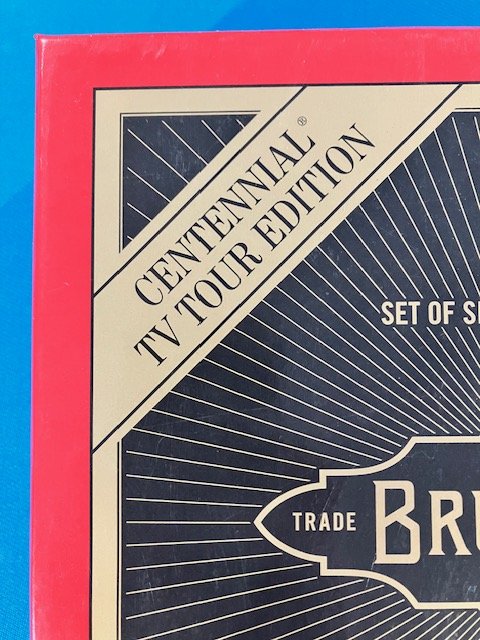 CENTENNIAL®
TV TOUR EDITION
SET OF
TRADE